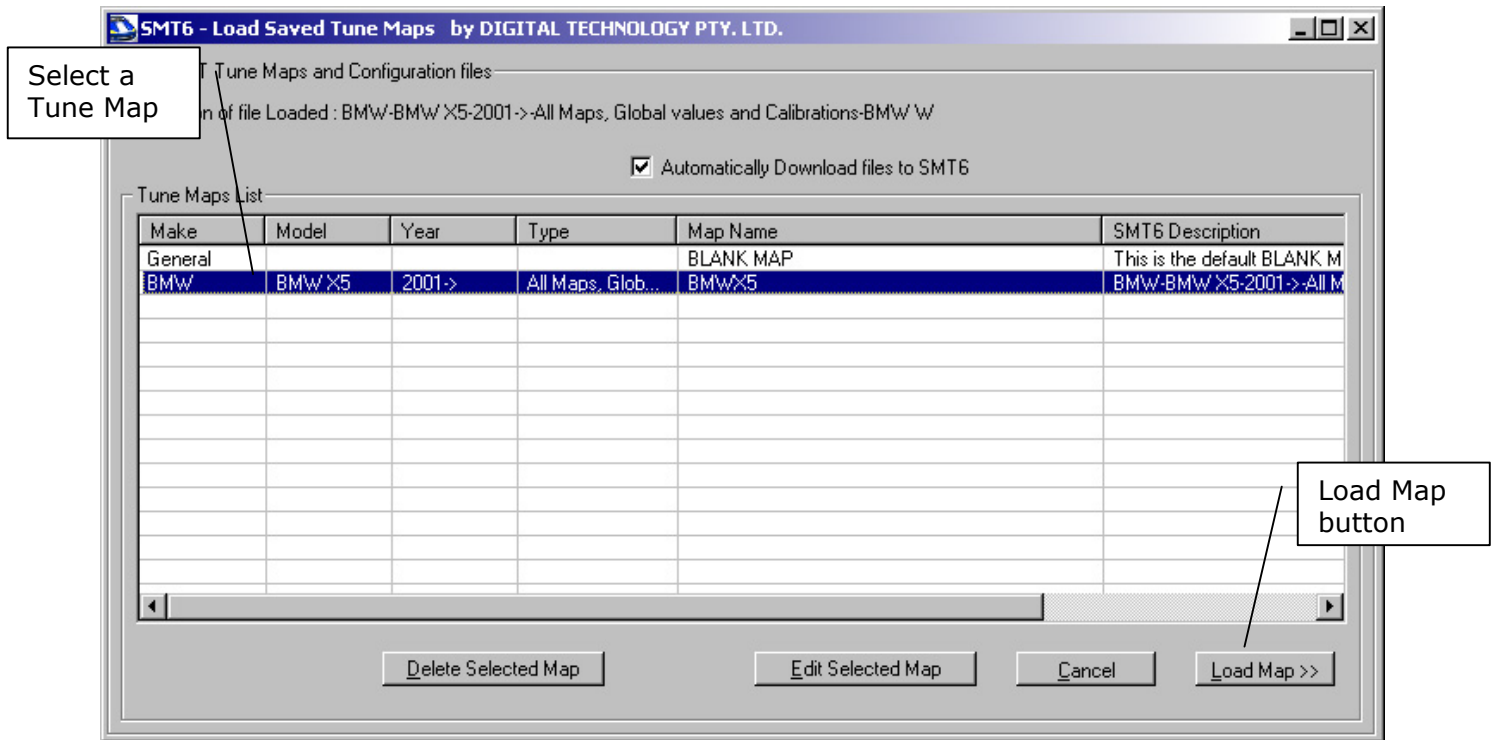 SMT6 - Load Saved Tune Maps by DIGITAL TECHNOLOGY PTY. LTD.
Select a
Tune Map
T Tune Maps and Configuration files
of file Loaded : BMW-BMW X5-2001->-All Maps, Global values and Calibrations-BMW W
Automatically Download files to SMT6
Tune Maps List
Make Model Year Type Map Name SMT6 Description
General BLANK MAP This is the default BLANK M
BMW BMW X5 2001-> All Maps, Glob... BMWX5 BMW-BMW X5-2001->-All M
Load Map
button
Delete Selected Map Edit Selected Map Cancel Load Map >>